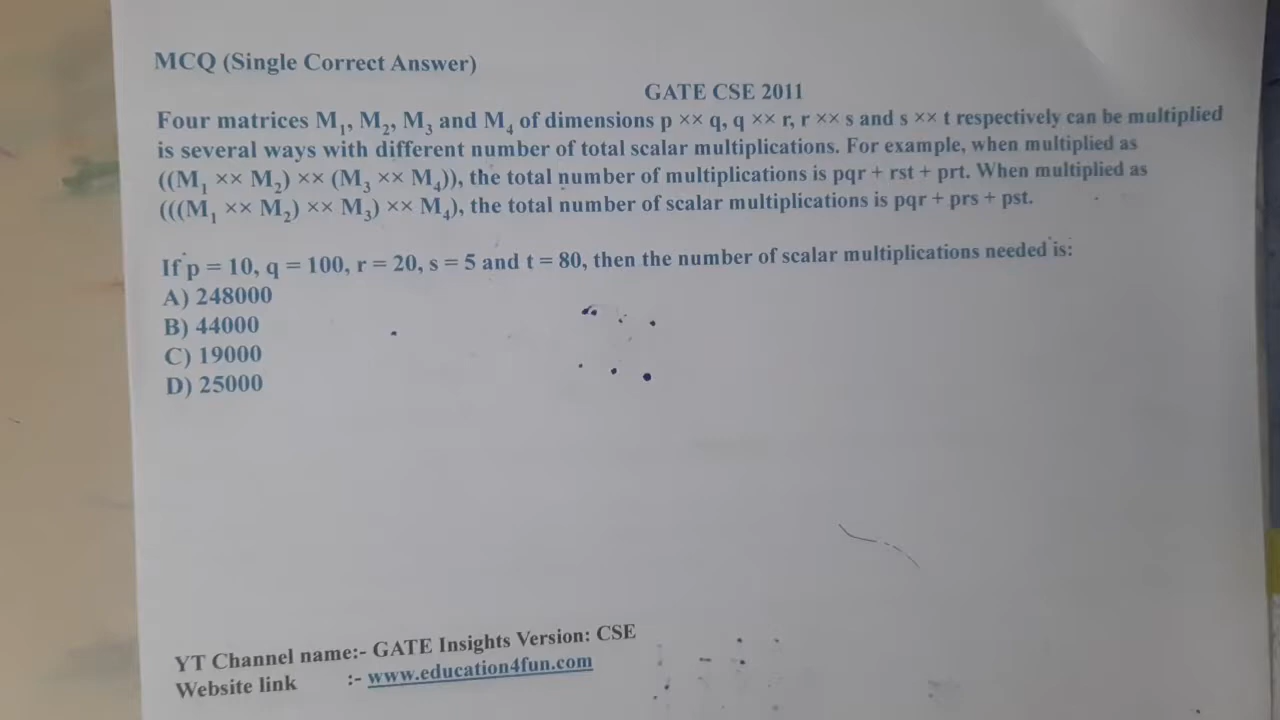 MCQ (Single Correct Answer)
GATE CSE 2011
Four matrices M₁, M₂, M₃ and M₄ of dimensions p ×× q, q ×× r, r ×× s and s ×× t respectively can be multiplied
is several ways with different number of total scalar multiplications. For example, when multiplied as
((M₁ ×× M₂) ×× (M₃ ×× M₄)), the total number of multiplications is pqr + rst + prt. When multiplied as
(((M₁ ×× M₂) ×× M₃) ×× M₄), the total number of scalar multiplications is pqr + prs + pst.
If p = 10, q = 100, r = 20, s = 5 and t = 80, then the number of scalar multiplications needed is:
A) 248000
B) 44000
C) 19000
D) 25000
YT Channel name:- GATE Insights Version: CSE
Website link :- www.education4fun.com